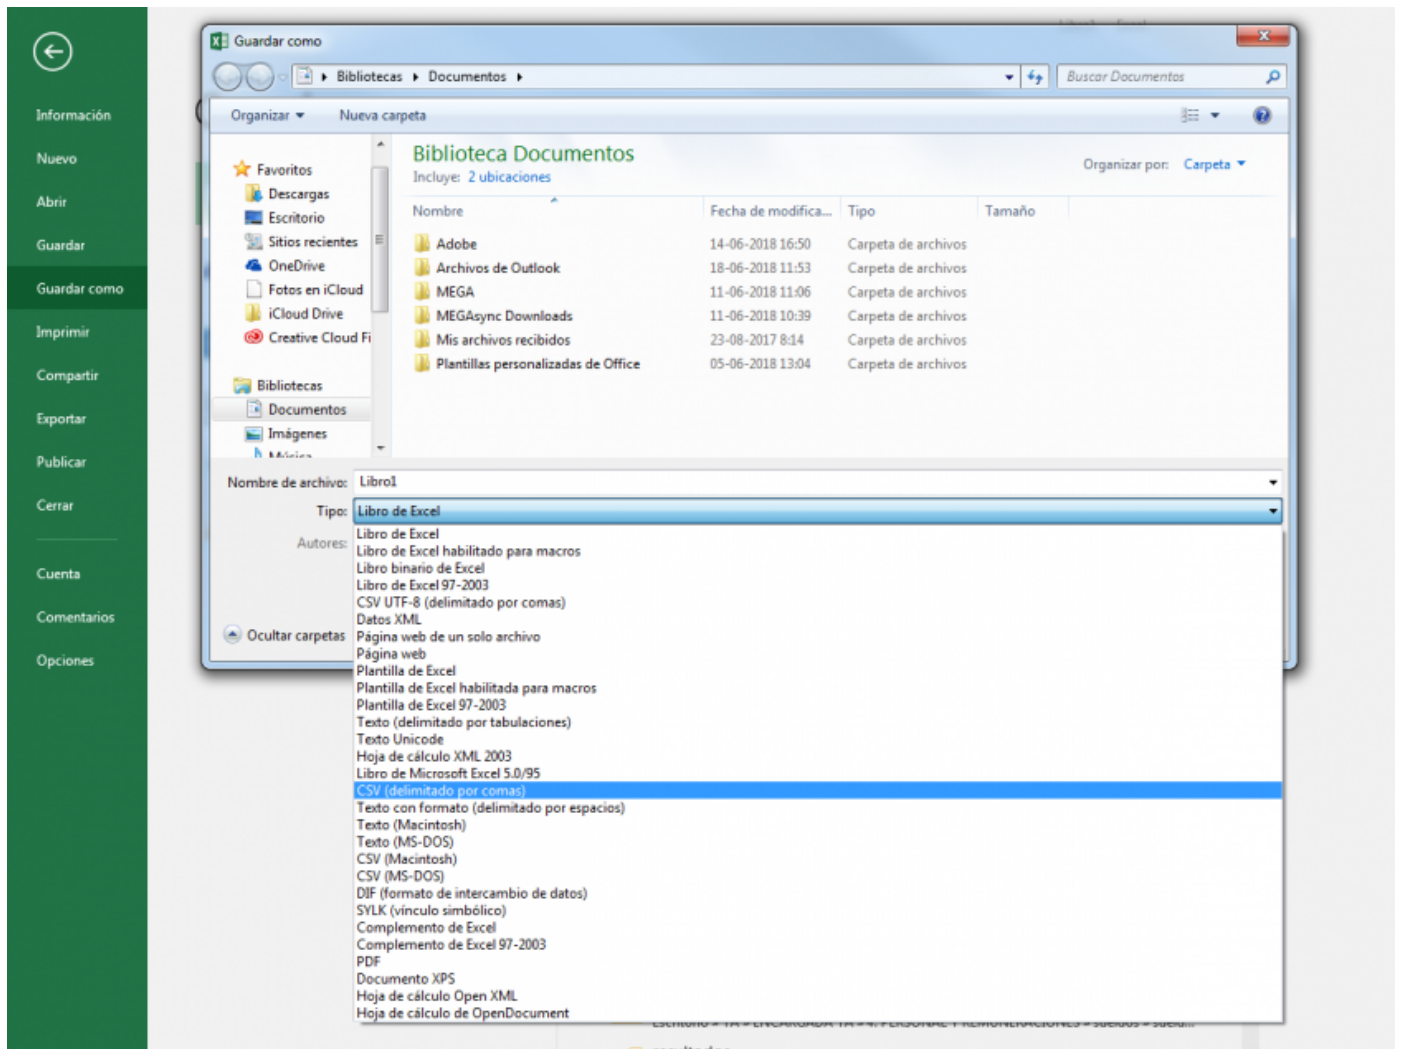 Guardar como
Bibliotecas
Documentos
Buscar Documentos
Organizar
Nueva carpeta
Información
Nuevo
Abrir
Guardar
Guardar como
Imprimir
Compartir
Exportar
Publicar
Cerrar
Cuenta
Comentarios
Opciones
Favoritos
Descargas
Escritorio
Sitios recientes
OneDrive
Fotos en iCloud
iCloud Drive
Creative Cloud Fi
Bibliotecas
Documentos
Imágenes
Música
Biblioteca Documentos
Incluye: 2 ubicaciones
Organizar por: Carpeta
Nombre Fecha de modifica... Tipo Tamaño
Adobe 14-06-2018 16:50 Carpeta de archivos
Archivos de Outlook 18-06-2018 11:53 Carpeta de archivos
MEGA 11-06-2018 11:06 Carpeta de archivos
MEGAsync Downloads 11-06-2018 10:39 Carpeta de archivos
Mis archivos recibidos 23-08-2017 8:14 Carpeta de archivos
Plantillas personalizadas de Office 05-06-2018 13:04 Carpeta de archivos
Nombre de archivo: Libro1
Tipo: Libro de Excel
Autores:
Ocultar carpetas
Libro de Excel
Libro de Excel habilitado para macros
Libro binario de Excel
Libro de Excel 97-2003
CSV UTF-8 (delimitado por comas)
Datos XML
Página web de un solo archivo
Página web
Plantilla de Excel
Plantilla de Excel habilitada para macros
Plantilla de Excel 97-2003
Texto (delimitado por tabulaciones)
Texto Unicode
Hoja de cálculo XML 2003
Libro de Microsoft Excel 5.0/95
CSV (delimitado por comas)
Texto con formato (delimitado por espacios)
Texto (Macintosh)
Texto (MS-DOS)
CSV (Macintosh)
CSV (MS-DOS)
DIF (formato de intercambio de datos)
SYLK (vínculo simbólico)
Complemento de Excel
Complemento de Excel 97-2003
PDF
Documento XPS
Hoja de cálculo Open XML
Hoja de cálculo de OpenDocument